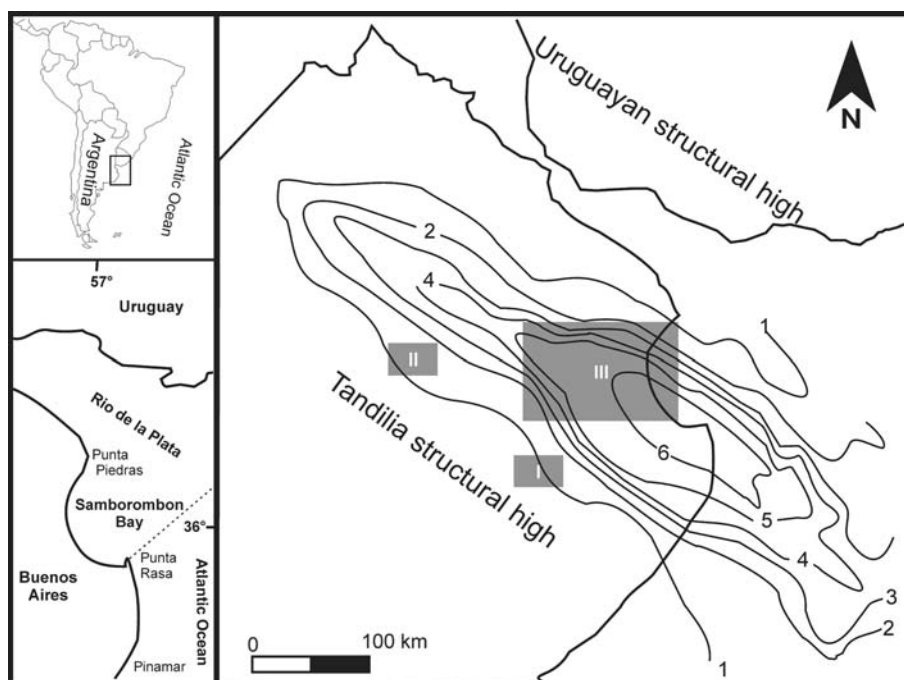 Argentina
Atlantic Ocean
57°
Uruguay
Rio de la Plata
Punta
Piedras
Samborombon
Bay
36°
Punta
Rasa
Buenos
Aires
Atlantic Ocean
Pinamar
Uruguayan structural high
N
2
4
1
II
III
Tandilia structural high
6
I
5
4
3
2
1
0
100 km